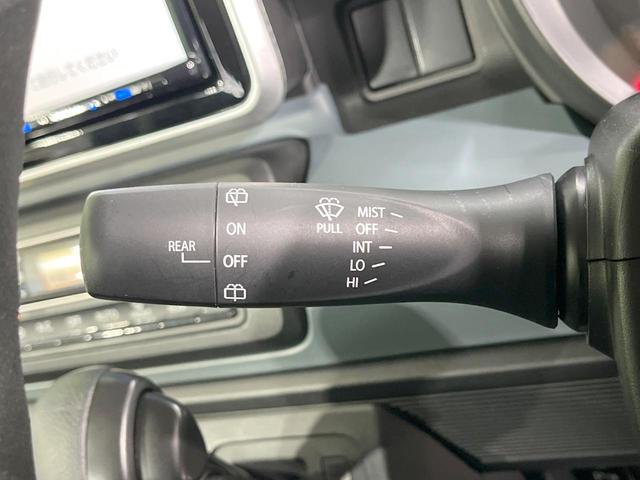 MIST
ON
OFF
PULL
INT
REAR
OFF
LO
HI